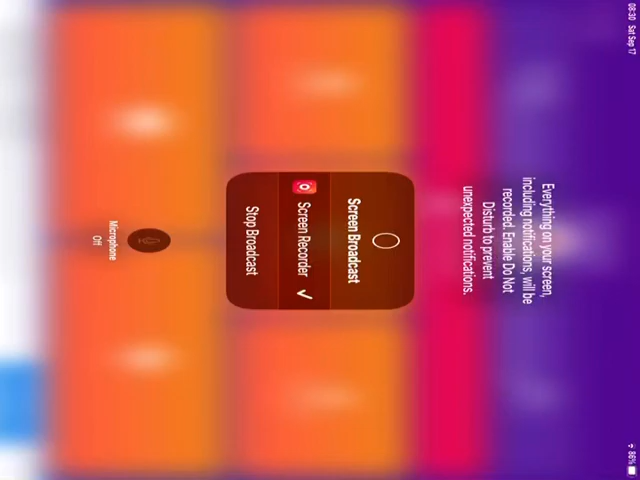 08:30 Sat Sep 17
86%
Everything on your screen,
including notifications, will be
recorded. Enable Do Not
Disturb to prevent
unexpected notifications.
Screen Broadcast
Screen Recorder
Stop Broadcast
Microphone
Off